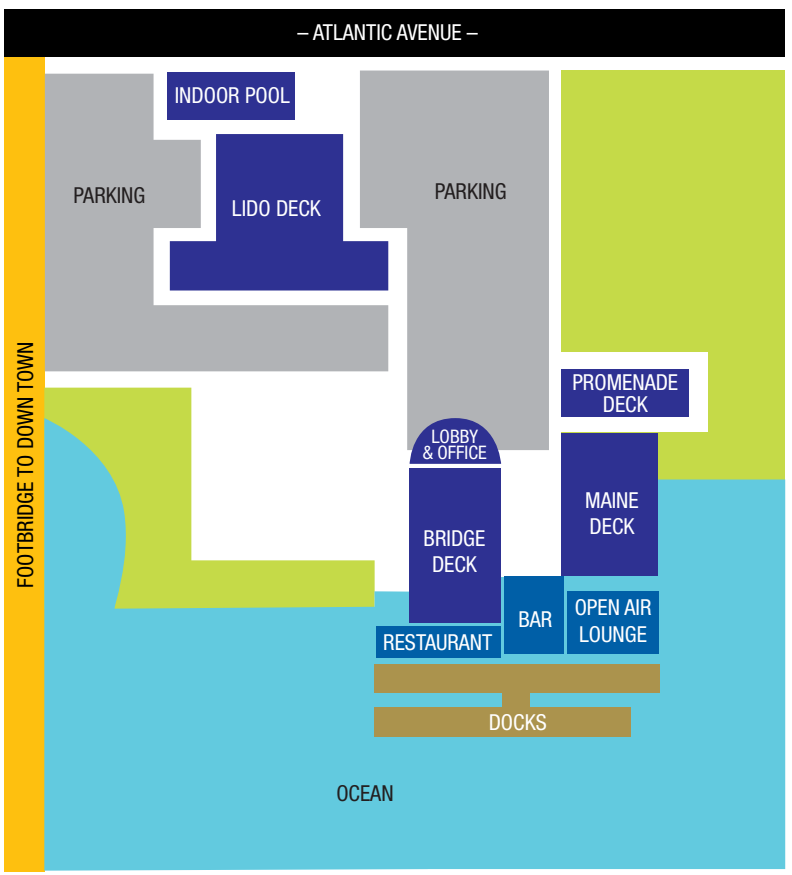 – ATLANTIC AVENUE –
INDOOR POOL
PARKING
LIDO DECK
PARKING
FOOTBRIDGE TO DOWN TOWN
PROMENADE
DECK
LOBBY
& OFFICE
MAINE
DECK
BRIDGE
DECK
RESTAURANT
BAR
OPEN AIR
LOUNGE
DOCKS
OCEAN